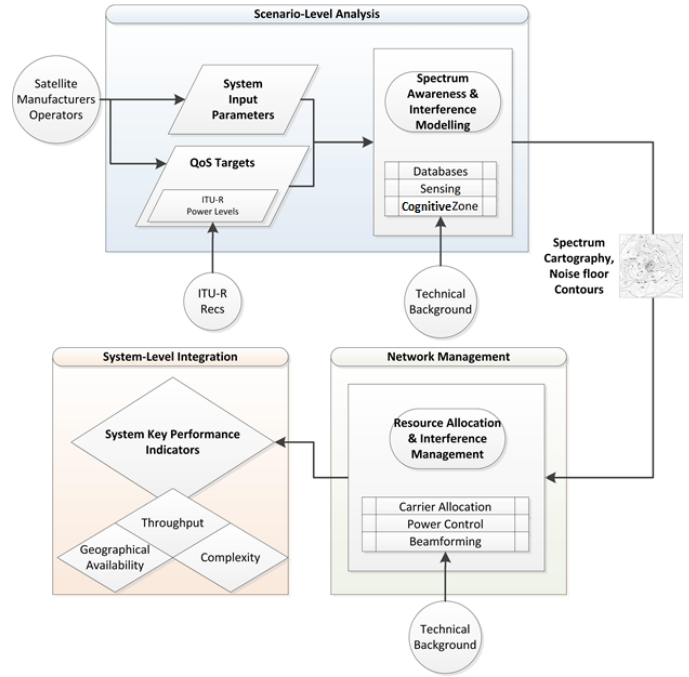 Scenario-Level Analysis
Satellite
Manufacturers
Operators
System
Input
Parameters
QoS Targets
ITU-R
Power Levels
ITU-R
Recs
Spectrum
Awareness &
Interference
Modelling
Databases
Sensing
CognitiveZone
Technical
Background
Spectrum
Cartography,
Noise floor
Contours
System-Level Integration
System Key Performance
Indicators
Throughput
Geographical
Availability
Complexity
Network Management
Resource Allocation
& Interference
Management
Carrier Allocation
Power Control
Beamforming
Technical
Background